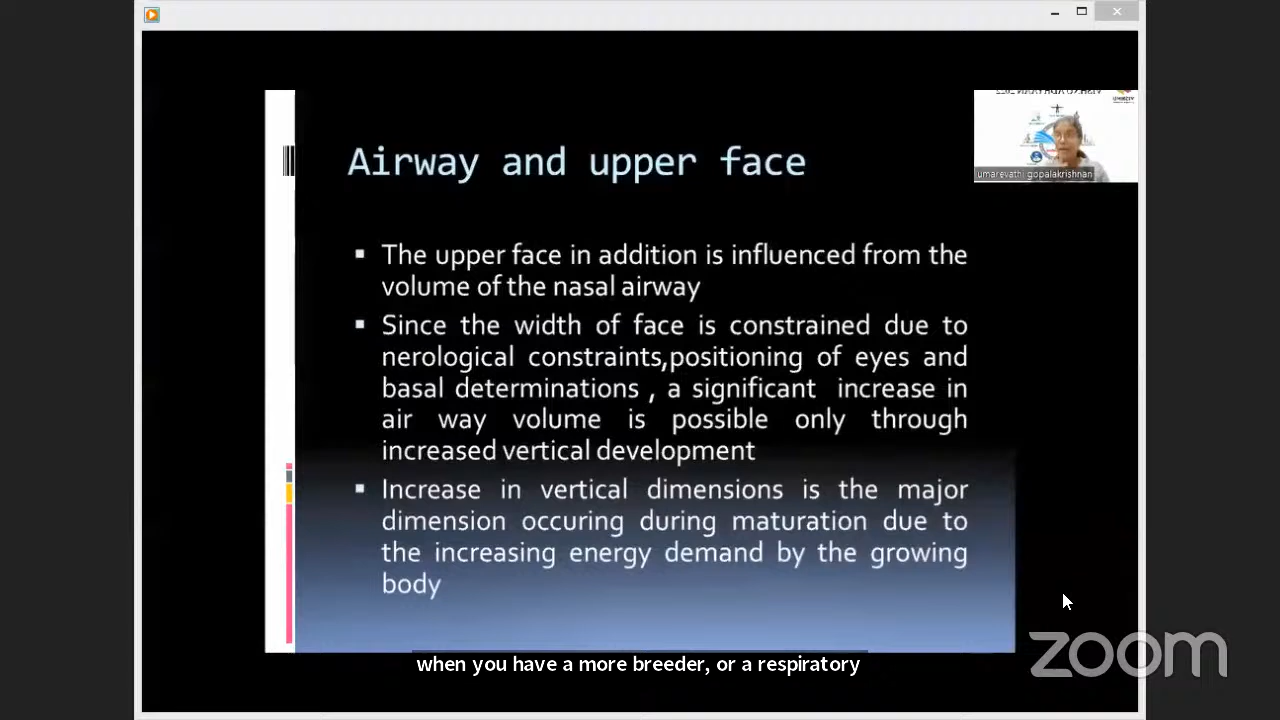 Airway and upper face
umarevathi gopalakrishnan
▪ The upper face in addition is influenced from the
volume of the nasal airway
▪ Since the width of face is constrained due to
nerological constraints,positioning of eyes and
basal determinations , a significant increase in
air way volume is possible only through
increased vertical development
▪ Increase in vertical dimensions is the major
dimension occuring during maturation due to
the increasing energy demand by the growing
body
when you have a more breeder, or a respiratory
zoom